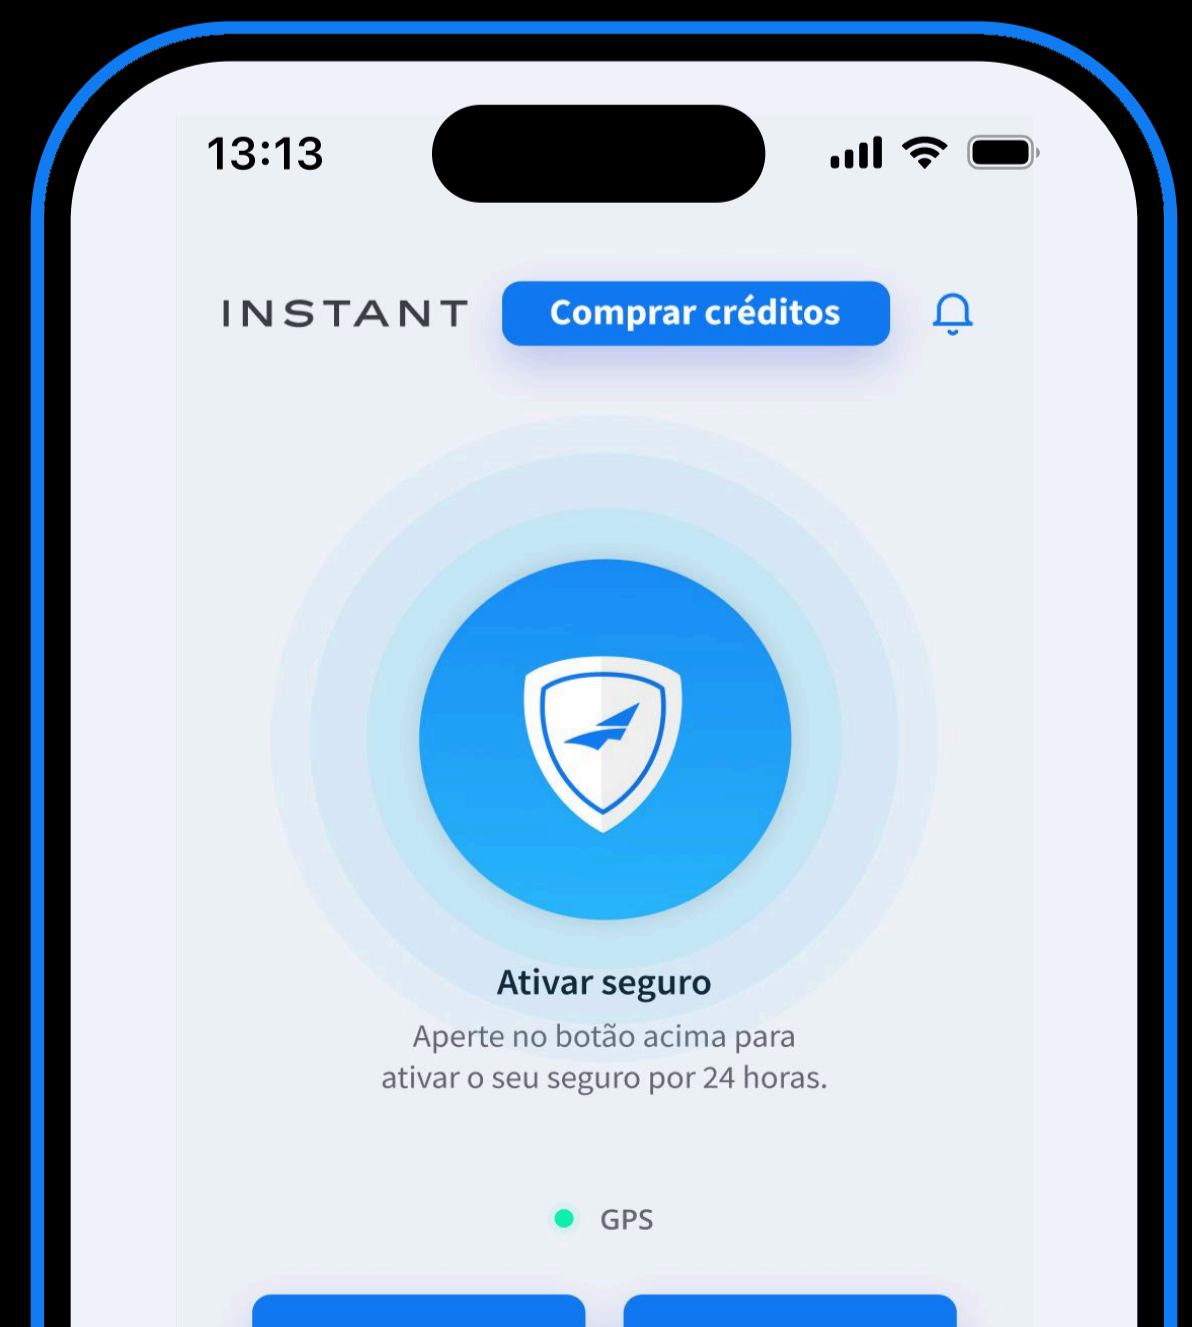 13:13
INSTANT
Comprar créditos
Ativar seguro
Aperte no botão acima para
ativar o seu seguro por 24 horas.
GPS